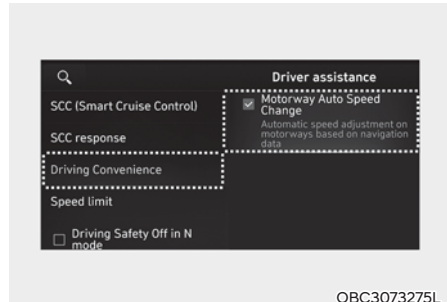 Driver assistance
SCC (Smart Cruise Control)
SCC response
Driving Convenience
Speed limit
Driving Safety Off in N
mode
Motorway Auto Speed
Change
Automatic speed adjustment on
motorways based on navigation
data
OBC3073275L